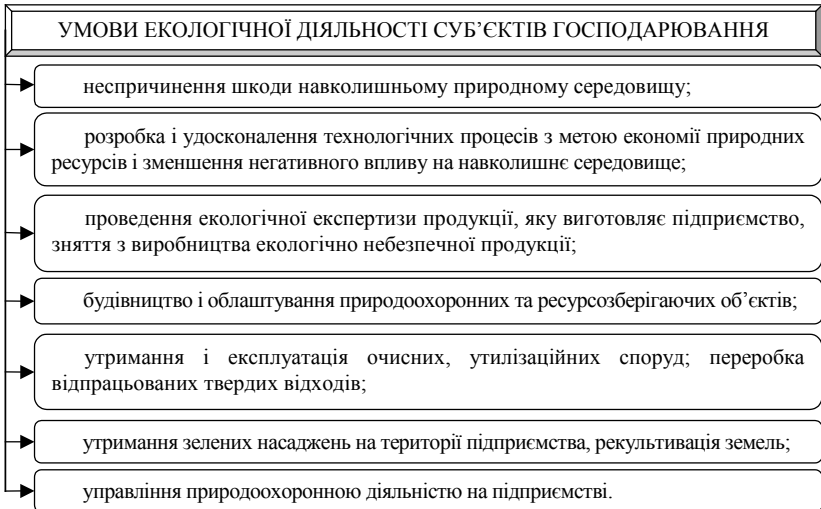 УМОВИ ЕКОЛОГІЧНОЇ ДІЯЛЬНОСТІ СУБ’ЄКТІВ ГОСПОДАРЮВАННЯ
неспричинення шкоди навколишньому природному середовищу;
розробка і удосконалення технологічних процесів з метою економії природних
ресурсів і зменшення негативного впливу на навколишнє середовище;
проведення екологічної експертизи продукції, яку виготовляє підприємство,
зняття з виробництва екологічно небезпечної продукції;
будівництво і облаштування природоохоронних та ресурсозберігаючих об’єктів;
утримання і експлуатація очисних, утилізаційних споруд; переробка
відпрацьованих твердих відходів;
утримання зелених насаджень на території підприємства, рекультивація земель;
управління природоохоронною діяльністю на підприємстві.